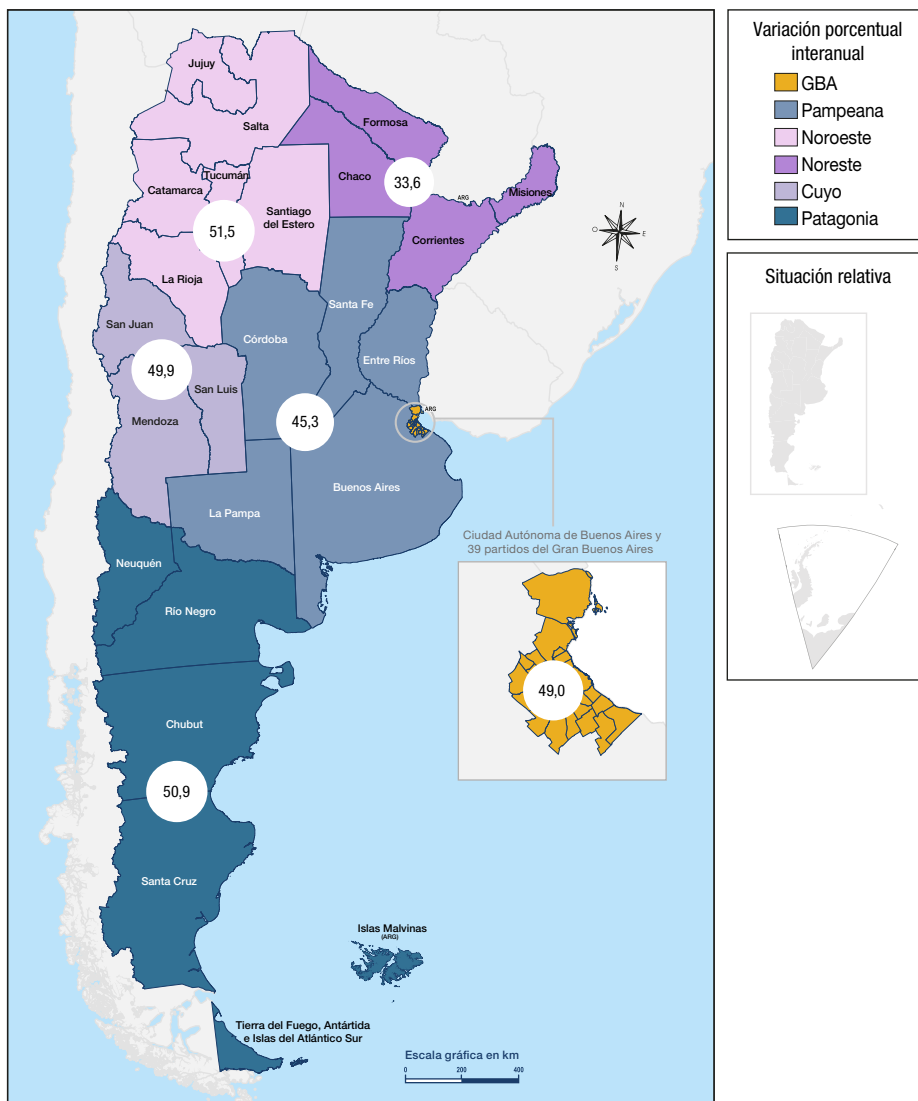 Jujuy
Salta
Formosa
Chaco
33,6
Catamarca
Tucumán
Santiago
del Estero
51,5
ARG
Misiones
Corrientes
N
O
E
S
La Rioja
San Juan
Santa Fe
Córdoba
Entre Ríos
49,9
San Luis
Mendoza
45,3
ARG
Buenos Aires
La Pampa
Ciudad Autónoma de Buenos Aires y
39 partidos del Gran Buenos Aires
49,0
Neuquén
Río Negro
Chubut
50,9
Santa Cruz
Islas Malvinas
(ARG)
Tierra del Fuego, Antártida
e Islas del Atlántico Sur
Escala gráfica en km
0 200 400
Variación porcentual
interanual
GBA
Pampeana
Noroeste
Noreste
Cuyo
Patagonia
Situación relativa